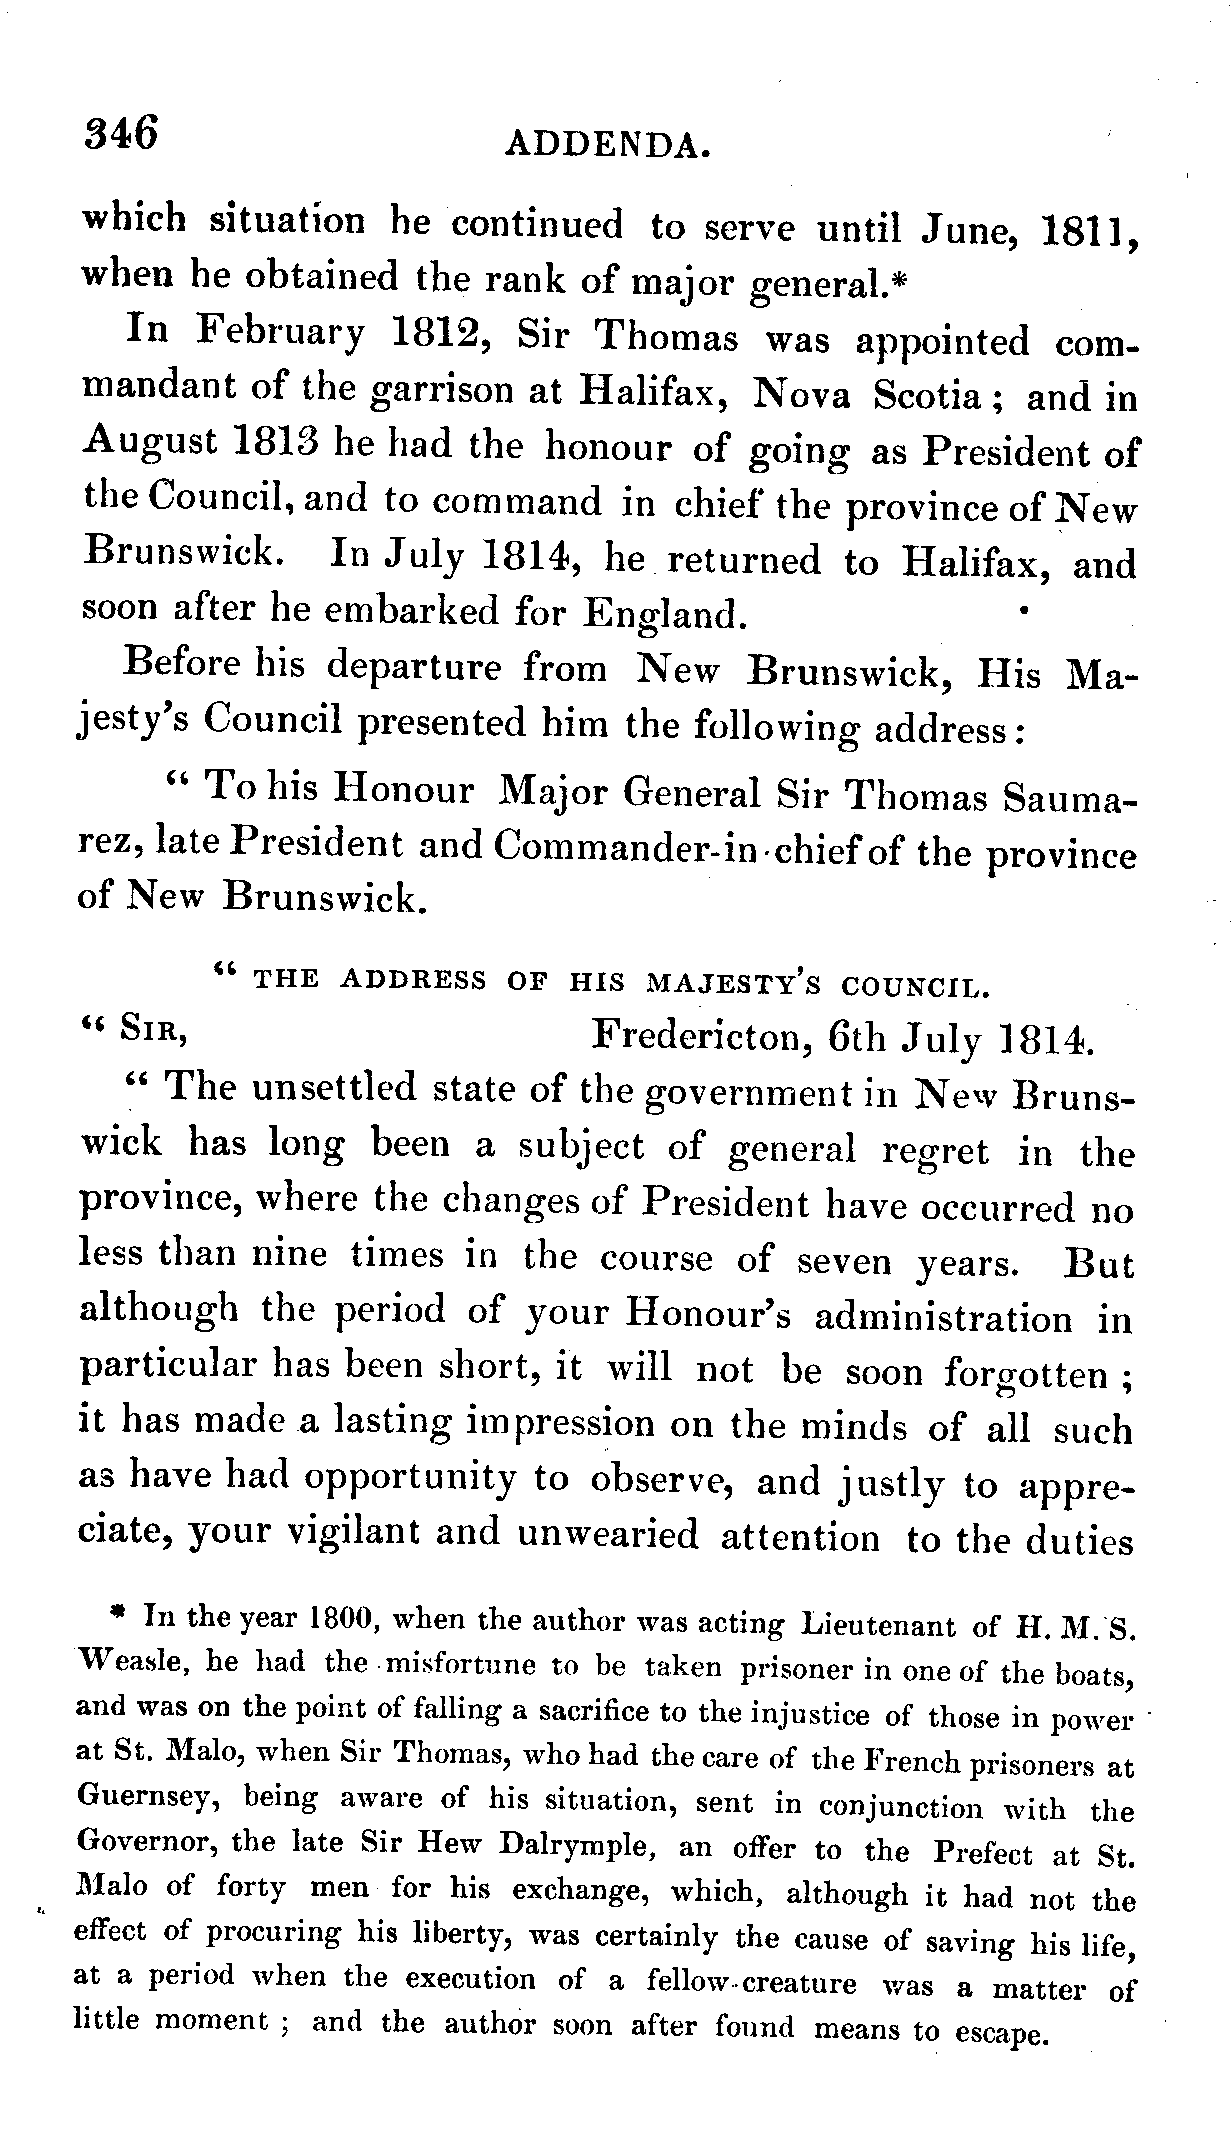 346
ADDENDA.
which situation he continued to serve until June, 1811,
when he obtained the rank of major general.*
In February 1812, Sir Thomas was appointed com-
mandant of the garrison at Halifax, Nova Scotia ; and in
August 1813 he had the honour of going as President of
the Council, and to command in chief the province of New
Brunswick. In July 1814, he returned to Halifax, and
soon after he embarked for England.
Before his departure from New Brunswick, His Ma-
jesty's Council presented him the following address :
“ To his Honour Major General Sir Thomas Sauma-
rez, late President and Commander-in-chief of the province
of New Brunswick.
“ THE ADDRESS OF HIS MAJESTY'S COUNCIL.
“ SIR, Fredericton, 6th July 1814.
“ The unsettled state of the government in New Bruns-
wick has long been a subject of general regret in the
province, where the changes of President have occurred no
less than nine times in the course of seven years. But
although the period of your Honour's administration in
particular has been short, it will not be soon forgotten ;
it has made a lasting impression on the minds of all such
as have had opportunity to observe, and justly to appre-
ciate, your vigilant and unwearied attention to the duties
* In the year 1800, when the author was acting Lieutenant of H. M. S.
Weasle, he had the misfortune to be taken prisoner in one of the boats,
and was on the point of falling a sacrifice to the injustice of those in power
at St. Malo, when Sir Thomas, who had the care of the French prisoners at
Guernsey, being aware of his situation, sent in conjunction with the
Governor, the late Sir Hew Dalrymple, an offer to the Prefect at St.
Malo of forty men for his exchange, which, although it had not the
effect of procuring his liberty, was certainly the cause of saving his life,
at a period when the execution of a fellow-creature was a matter of
little moment ; and the author soon after found means to escape.